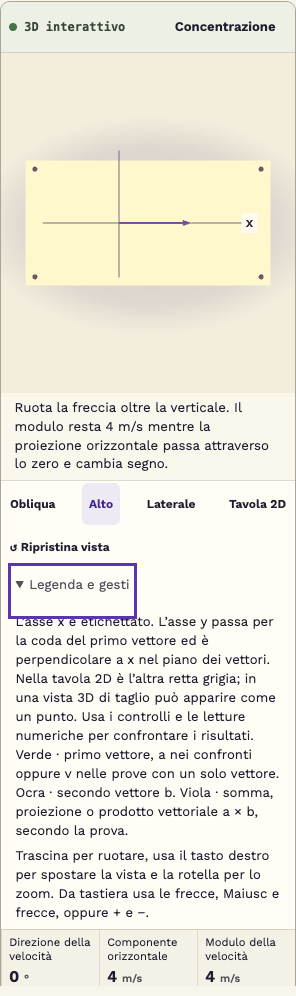 3D interattivo Concentrazione
x
Ruota la freccia oltre la verticale. Il
modulo resta 4 m/s mentre la
proiezione orizzontale passa attraverso
lo zero e cambia segno.
Obliqua Alto Laterale Tavola 2D
↺ Ripristina vista
▼ Legenda e gesti
L'asse x è etichettato. L'asse y passa per
la coda del primo vettore ed è
perpendicolare a x nel piano dei vettori.
Nella tavola 2D è l'altra retta grigia; in
una vista 3D di taglio può apparire come
un punto. Usa i controlli e le letture
numeriche per confrontare i risultati.
Verde · primo vettore, a nei confronti
oppure v nelle prove con un solo vettore.
Ocra · secondo vettore b. Viola · somma,
proiezione o prodotto vettoriale a × b,
secondo la prova.
Trascina per ruotare, usa il tasto destro
per spostare la vista e la rotella per lo
zoom. Da tastiera usa le frecce, Maiusc e
frecce, oppure + e −.
Direzione della velocità
0 °
Componente orizzontale
4 m/s
Modulo della velocità
4 m/s